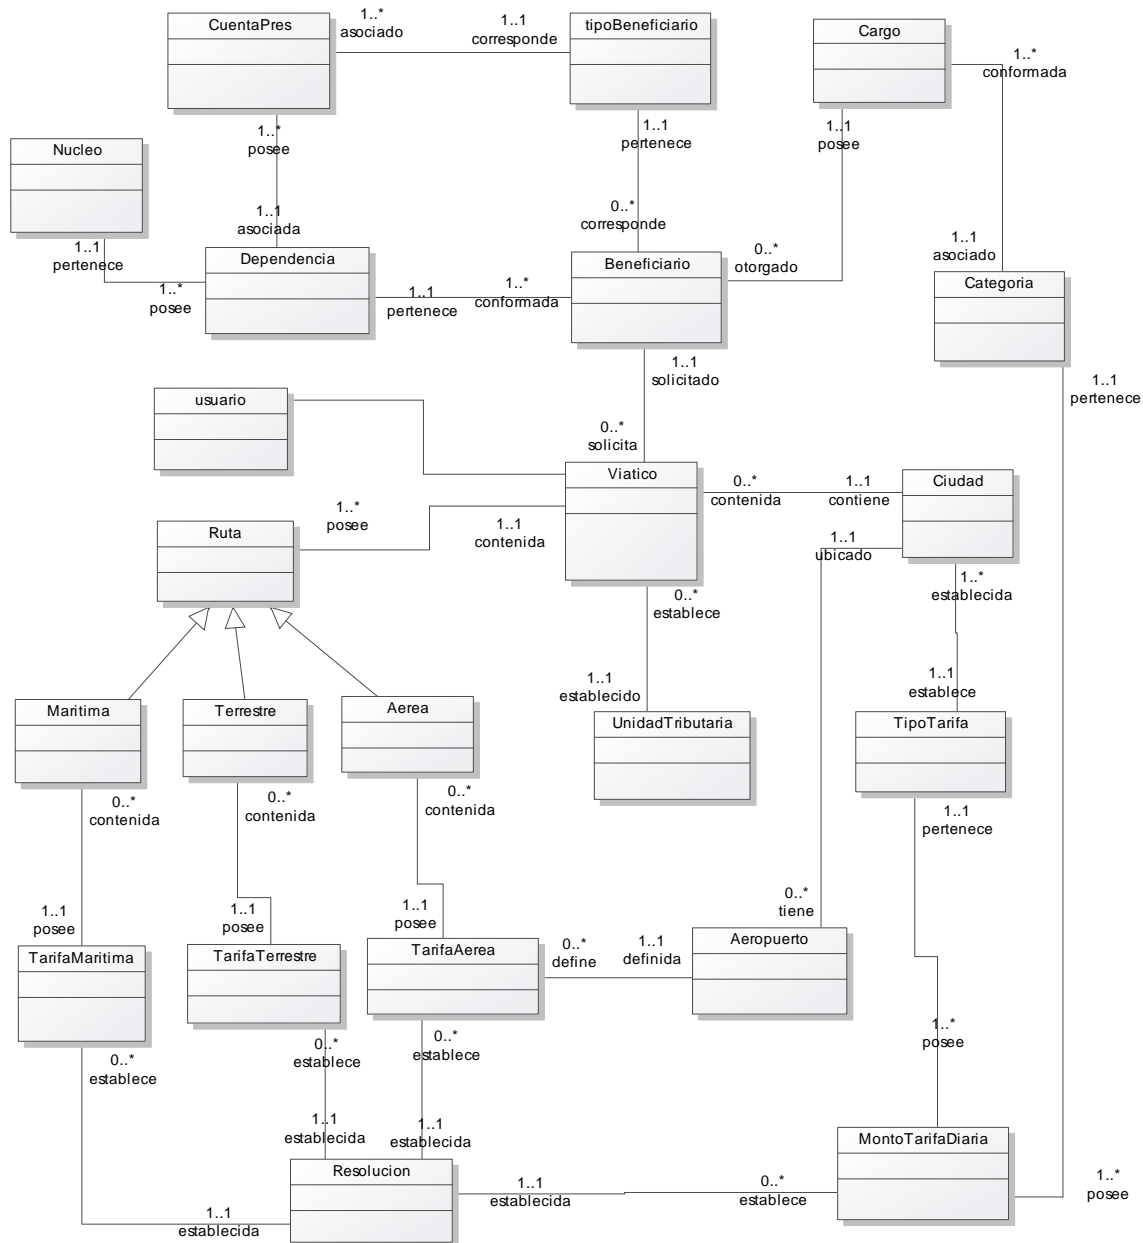 CuentaPres
1..*
asociado
1..1
corresponde
tipoBeneficiario
Cargo
1..*
conformada
1..*
posee
1..1
pertenece
1..1
posee
Nucleo
1..1
pertenece
1..*
posee
1..1
asociada
Dependencia
1..1
pertenece
1..*
conformada
0..*
corresponde
Beneficiario
0..*
otorgado
1..1
asociado
Categoria
1..1
solicitado
1..1
pertenece
usuario
0..*
solicita
Viatico
0..*
contenida
1..1
contiene
Ciudad
1..*
posee
1..1
contenida
Ruta
1..1
ubicado
1..*
establecida
0..*
establece
1..1
establecido
1..1
establece
Maritima
Terrestre
Aerea
UnidadTributaria
TipoTarifa
0..*
contenida
0..*
contenida
0..*
contenida
1..1
pertenece
1..1
posee
1..1
posee
1..1
posee
0..*
tiene
TarifaMaritima
TarifaTerrestre
TarifaAerea
0..*
define
1..1
definida
Aeropuerto
0..*
establece
0..*
establece
0..*
establece
1..*
posee
1..1
establecida
1..1
establecida
MontoTarifaDiaria
Resolucion
1..1
establecida
1..1
establecida
0..*
establece
1..*
posee